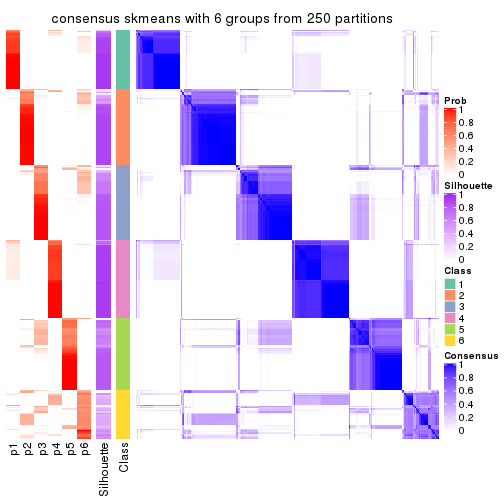 consensus skmeans with 6 groups from 250 partitions
Prob
1
0.8
0.6
0.4
0.2
0
Silhouette
1
0.8
0.6
0.4
0.2
0
Class
1
2
3
4
5
6
Consensus
1
0.8
0.6
0.4
0.2
0
p1
p2
p3
p4
p5
p6
Silhouette
Class